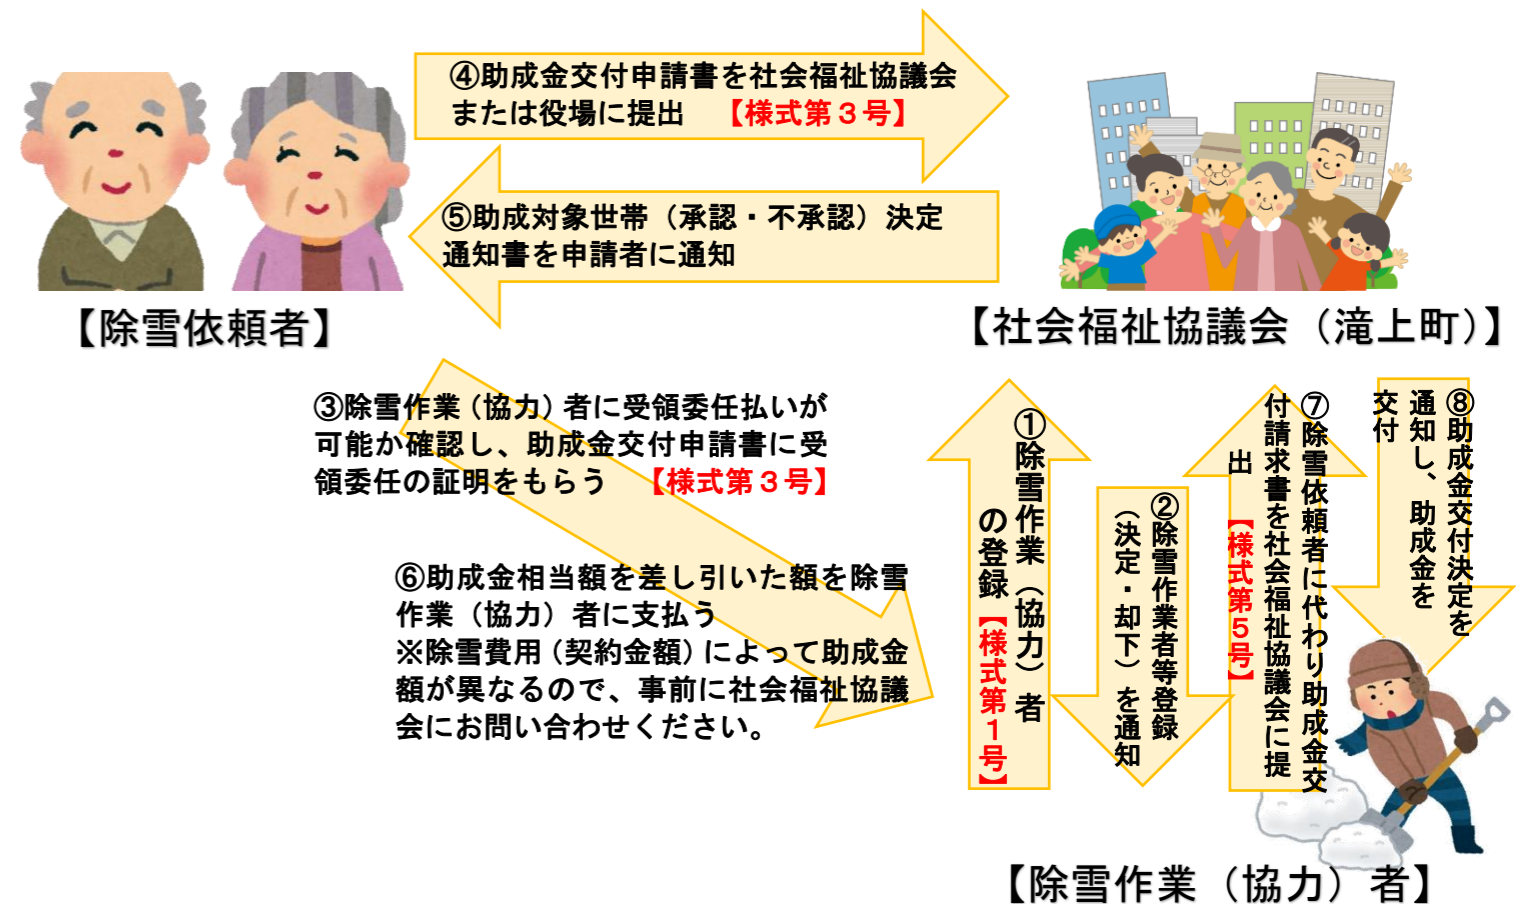 ④助成金交付申請書を社会福祉協議会
または役場に提出　【様式第３号】
⑤助成対象世帯（承認・不承認）決定
通知書を申請者に通知
【除雪依頼者】
【社会福祉協議会（滝上町）】
③除雪作業（協力）者に受領委任払いが
可能か確認し、助成金交付申請書に受
領委任の証明をもらう　【様式第３号】
⑥助成金相当額を差し引いた額を除雪
作業（協力）者に支払う
※除雪費用（契約金額）によって助成金
額が異なるので、事前に社会福祉協議
会にお問い合わせください。
①除雪作業（協力）者
の登録【様式第１号】
②除雪作業者等登録
（決定・却下）を通知
⑦除雪依頼者に代わり助成金交
付請求書を社会福祉協議会に提
出　【様式第５号】
⑧助成金交付決定を
通知し、助成金を
交付
【除雪作業（協力）者】